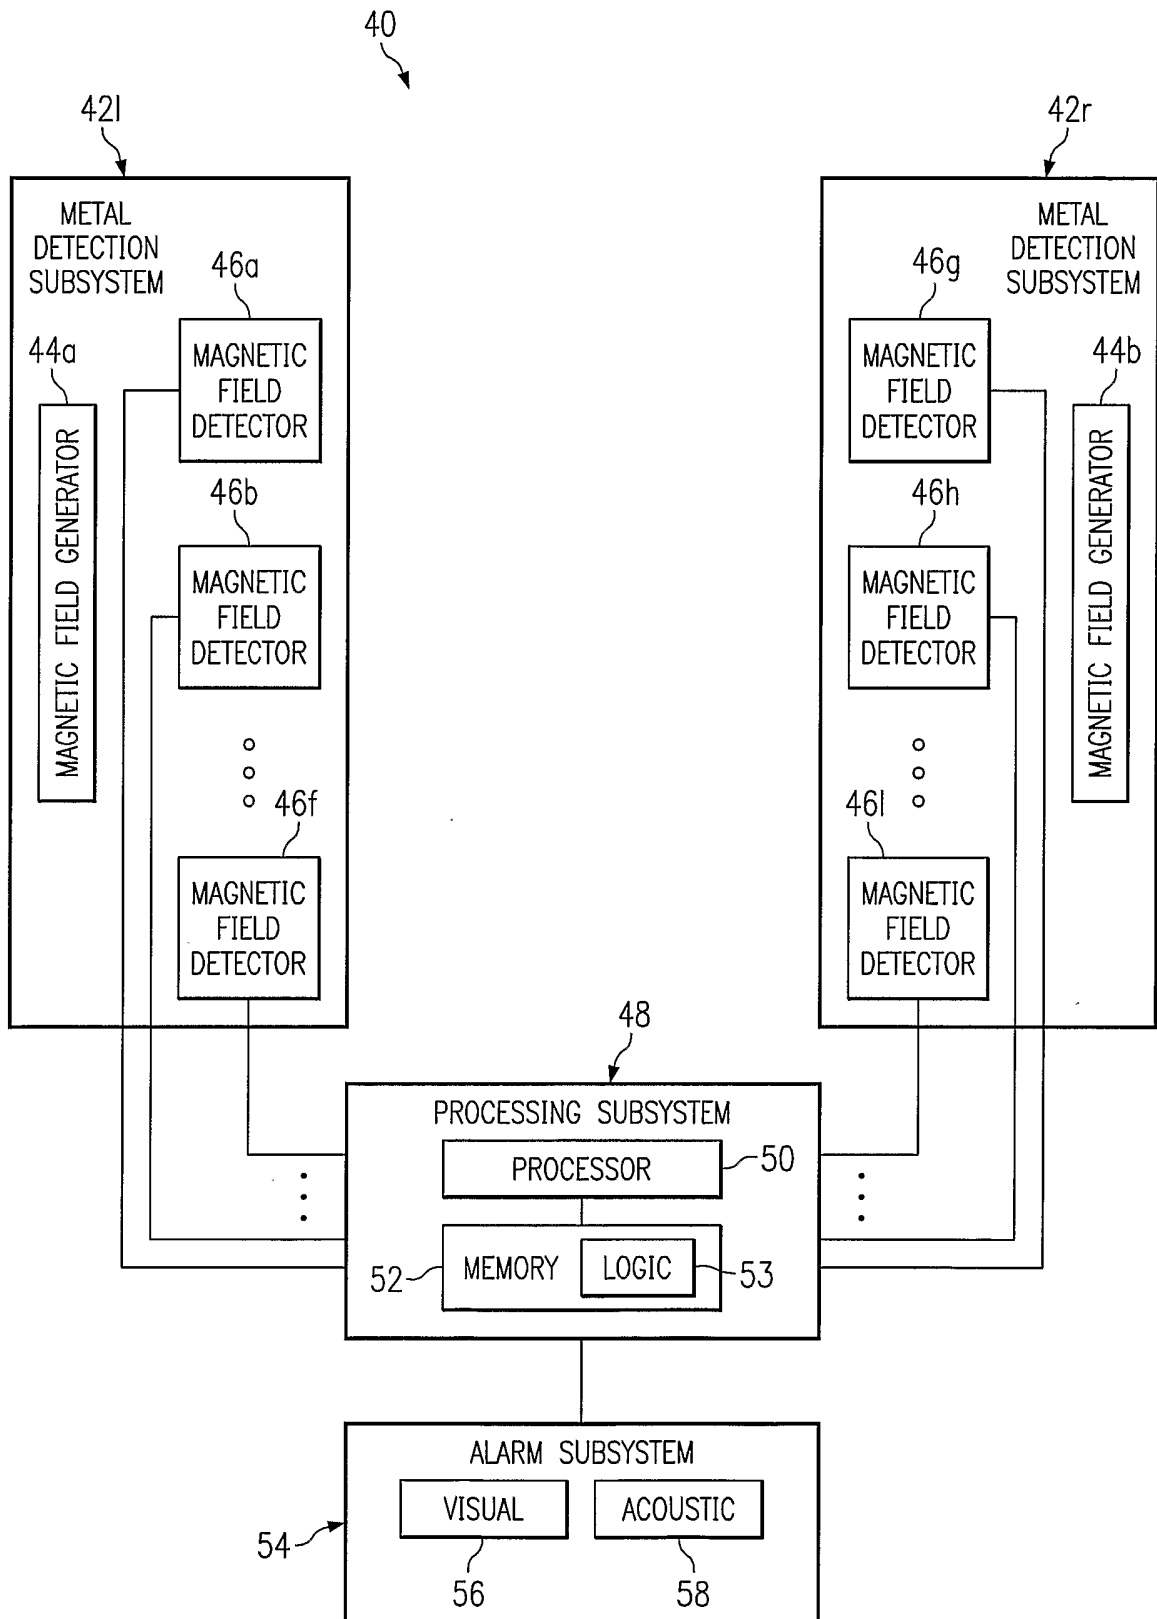 40
42l
42r
METAL
DETECTION
SUBSYSTEM
46a
MAGNETIC
FIELD
DETECTOR
44a
MAGNETIC FIELD GENERATOR
46b
MAGNETIC
FIELD
DETECTOR
46f
MAGNETIC
FIELD
DETECTOR
METAL
DETECTION
SUBSYSTEM
46g
MAGNETIC
FIELD
DETECTOR
44b
MAGNETIC FIELD GENERATOR
46h
MAGNETIC
FIELD
DETECTOR
46l
MAGNETIC
FIELD
DETECTOR
48
PROCESSING SUBSYSTEM
PROCESSOR
50
52
MEMORY
LOGIC
53
ALARM SUBSYSTEM
VISUAL
ACOUSTIC
54
56
58